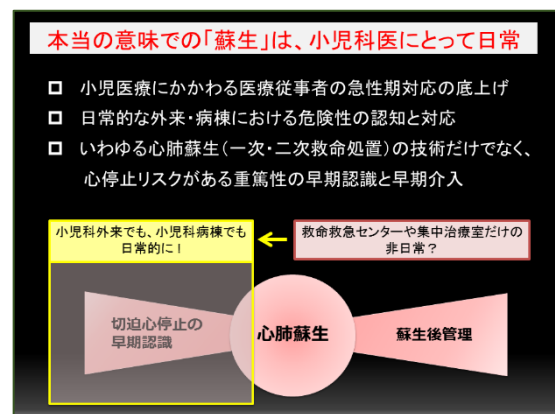 本当の意味での「蘇生」は、小児科医にとって日常
小児医療にかかわる医療従事者の急性期対応の底上げ
日常的な外来・病棟における危険性の認知と対応
いわゆる心肺蘇生（一次・二次救命処置）の技術だけでなく、
心停止リスクがある重篤性の早期認識と早期介入
小児科外来でも、小児科病棟でも
日常的に！
救命救急センターや集中治療室だけの
非日常？
切迫心停止の
早期認識
心肺蘇生
蘇生後管理